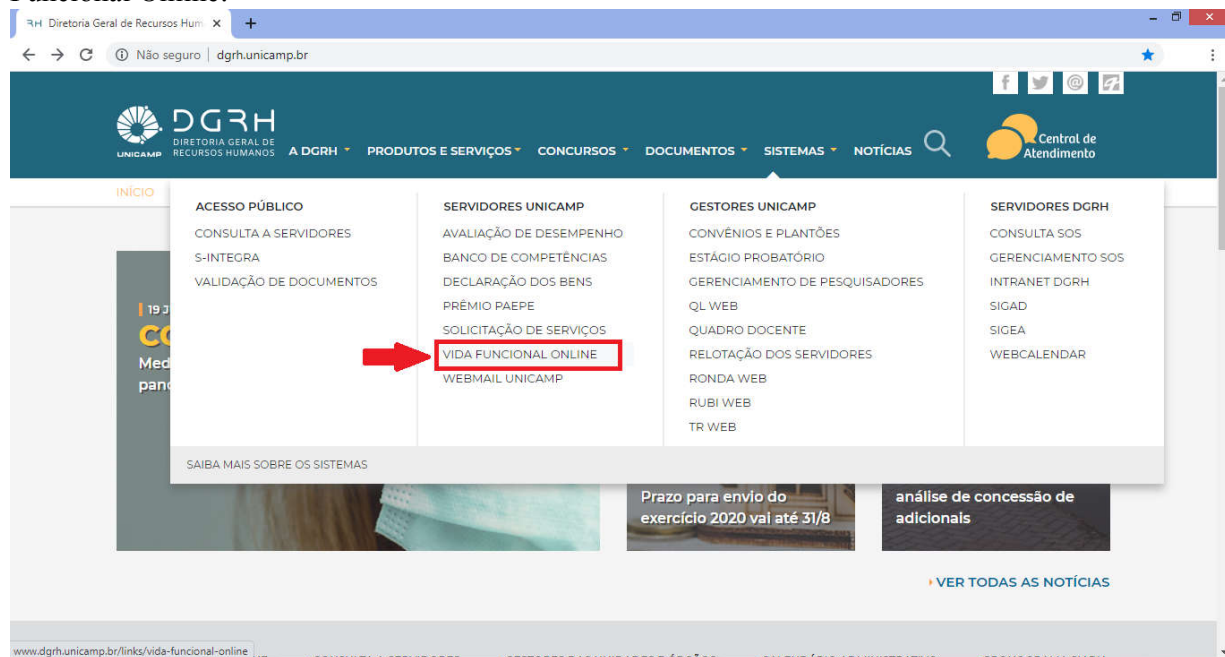 Funcional Online.
RH Diretoria Geral de Recursos Hum
Não seguro | dgrh.unicamp.br
DGRH
DIRETORIA GERAL DE
RECURSOS HUMANOS
UNICAMP
A DGRH
PRODUTOS E SERVIÇOS
CONCURSOS
DOCUMENTOS
SISTEMAS
NOTÍCIAS
Central de
Atendimento
INÍCIO
ACESSO PÚBLICO
CONSULTA A SERVIDORES
S-INTEGRA
VALIDAÇÃO DE DOCUMENTOS
SERVIDORES UNICAMP
AVALIAÇÃO DE DESEMPENHO
BANCO DE COMPETÊNCIAS
DECLARAÇÃO DOS BENS
PRÊMIO PAEPE
SOLICITAÇÃO DE SERVIÇOS
VIDA FUNCIONAL ONLINE
WEBMAIL UNICAMP
GESTORES UNICAMP
CONVÊNIOS E PLANTÕES
ESTÁGIO PROBATÓRIO
GERENCIAMENTO DE PESQUISADORES
QL WEB
QUADRO DOCENTE
RELOTAÇÃO DOS SERVIDORES
RONDA WEB
RUBI WEB
TR WEB
SERVIDORES DGRH
CONSULTA SOS
GERENCIAMENTO SOS
INTRANET DGRH
SIGAD
SIGEA
WEBCALENDAR
SAIBA MAIS SOBRE OS SISTEMAS
19 J
CO
Med
pan
Prazo para envio do
exercício 2020 vai até 31/8
análise de concessão de
adicionais
VER TODAS AS NOTÍCIAS
www.dgrh.unicamp.br/links/vida-funcional-online